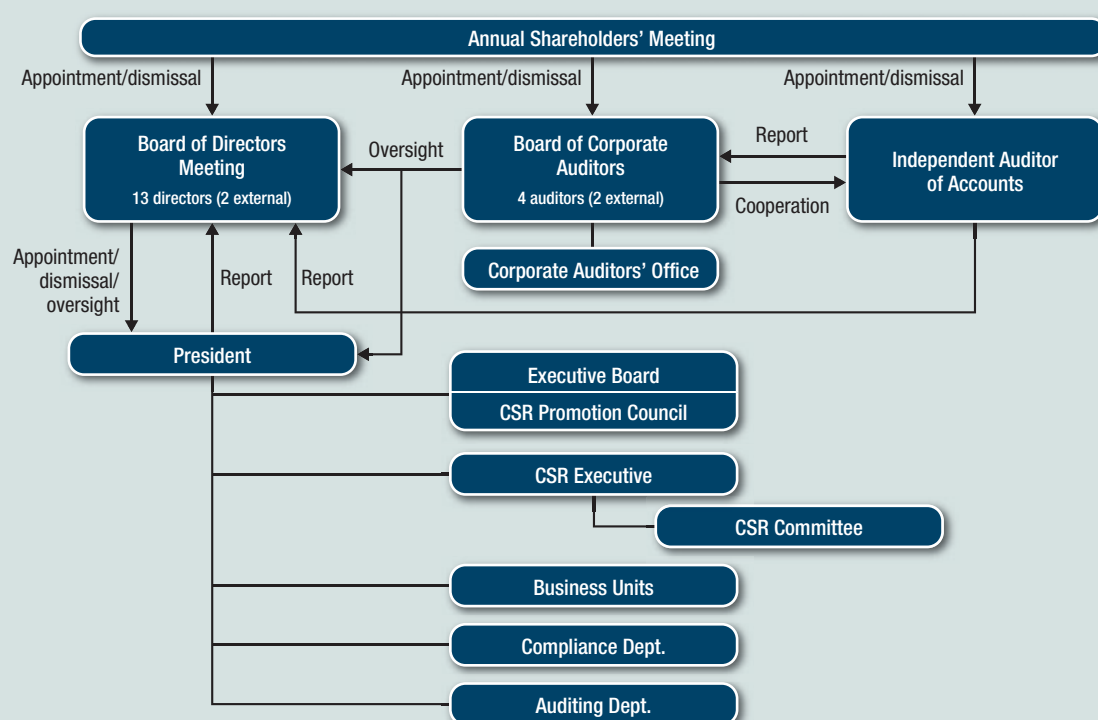 Annual Shareholders’ Meeting
Appointment/dismissal
Appointment/dismissal
Appointment/dismissal
Board of Directors
Meeting
13 directors (2 external)
Oversight
Board of Corporate
Auditors
4 auditors (2 external)
Report
Cooperation
Independent Auditor
of Accounts
Corporate Auditors’ Office
Appointment/
dismissal/
oversight
Report
Report
President
Executive Board
CSR Promotion Council
CSR Executive
CSR Committee
Business Units
Compliance Dept.
Auditing Dept.